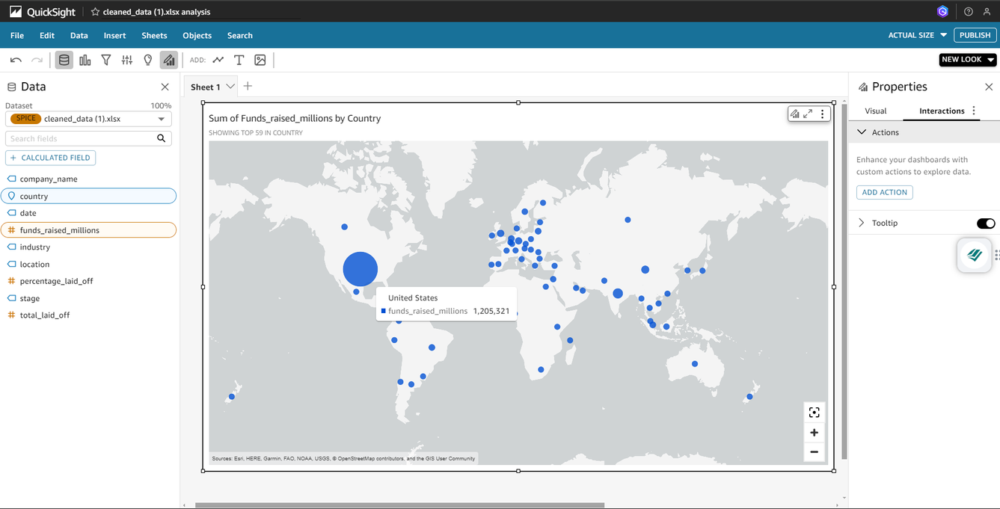 QuickSight
cleaned_data (1).xlsx analysis
File Edit Data Insert Sheets Objects Search
ACTUAL SIZE
PUBLISH
ADD:
NEW LOOK
Data
Dataset 100%
SPICE cleaned_data (1).xlsx
Search fields
+ CALCULATED FIELD
company_name
country
date
# funds_raised_millions
industry
location
# percentage_laid_off
stage
# total_laid_off
Sheet 1
Sum of Funds_raised_millions by Country
SHOWING TOP 59 IN COUNTRY
United States
funds_raised_millions 1,205,321
Sources: Esri, HERE, Garmin, FAO, NOAA, USGS, © OpenStreetMap contributors, and the GIS User Community
Properties
Visual Interactions
Actions
Enhance your dashboards with
custom actions to explore data.
ADD ACTION
Tooltip